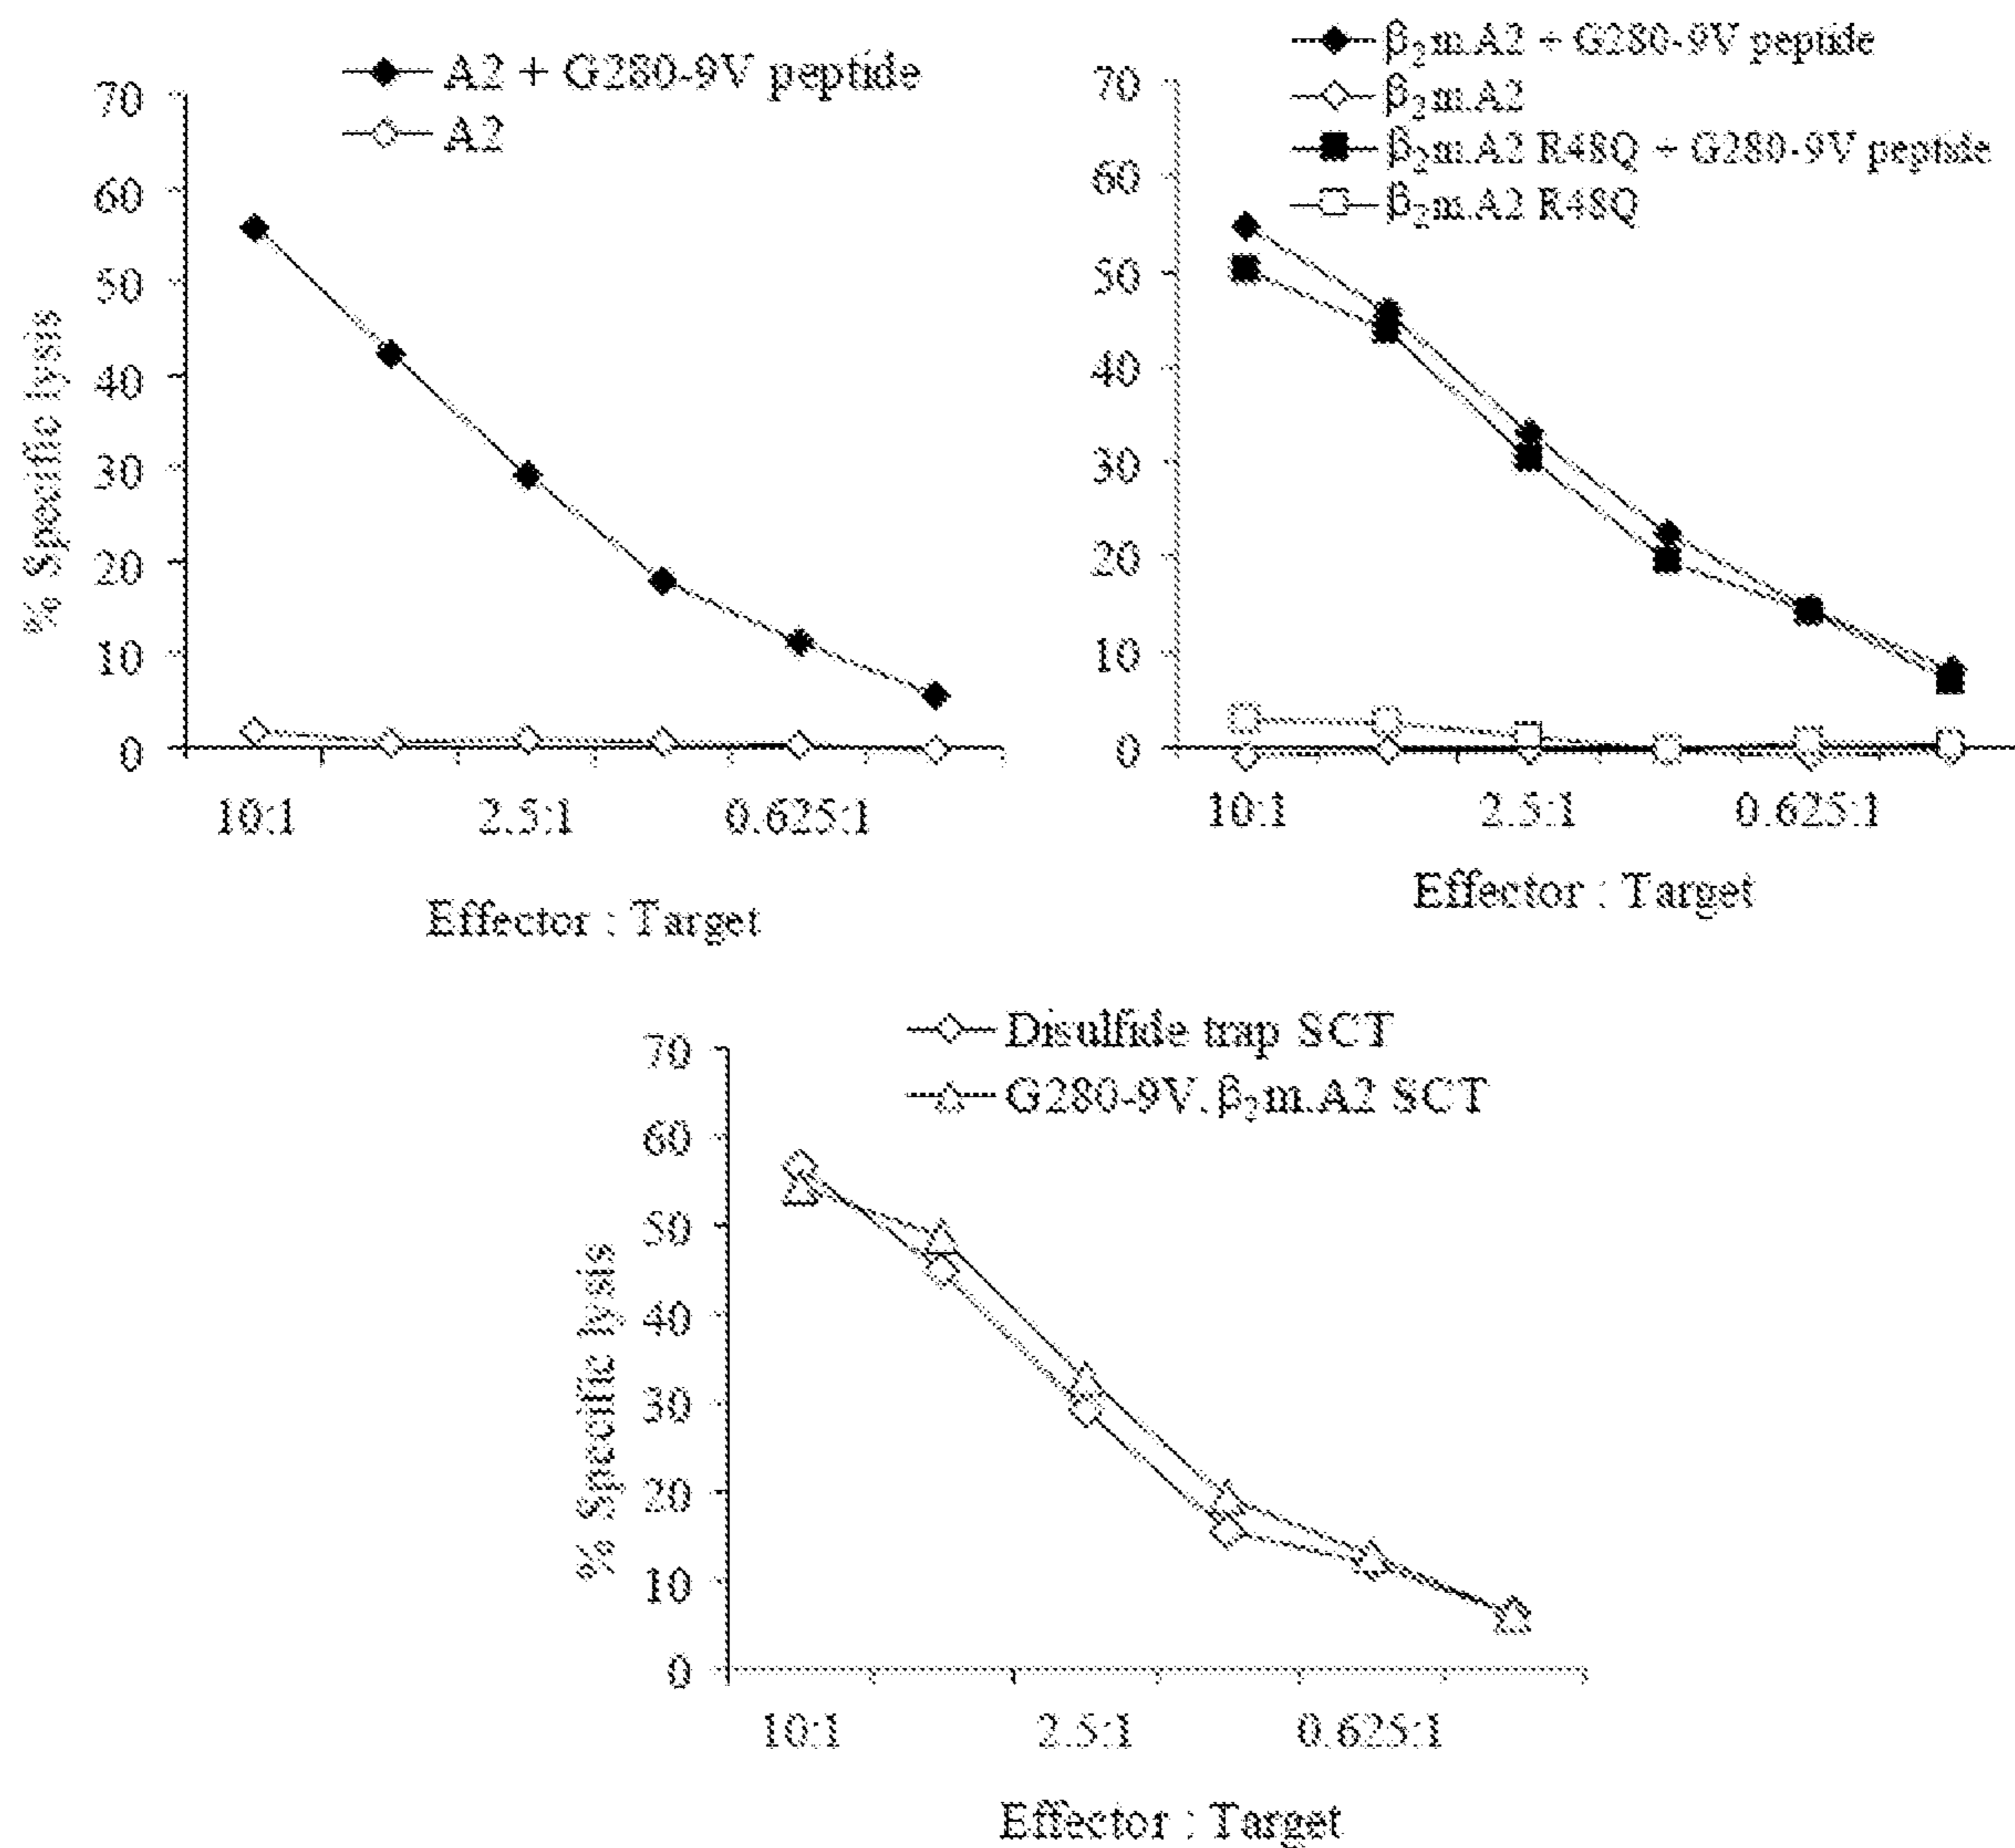 A2 + G280-9V peptide
A2
70
60
50
40
30
20
10
0
% Specific lysis
10:1 2.5:1 0.625:1
Effector : Target
β₂m.A2 + G280-9V peptide
β₂m.A2
β₂m.A2 R48Q + G280-9V peptide
β₂m.A2 R48Q
70
60
50
40
30
20
10
0
10:1 2.5:1 0.625:1
Effector : Target
Disulfide trap SCT
G280-9V.β₂m.A2 SCT
70
60
50
40
30
20
10
0
% Specific lysis
10:1 2.5:1 0.625:1
Effector : Target